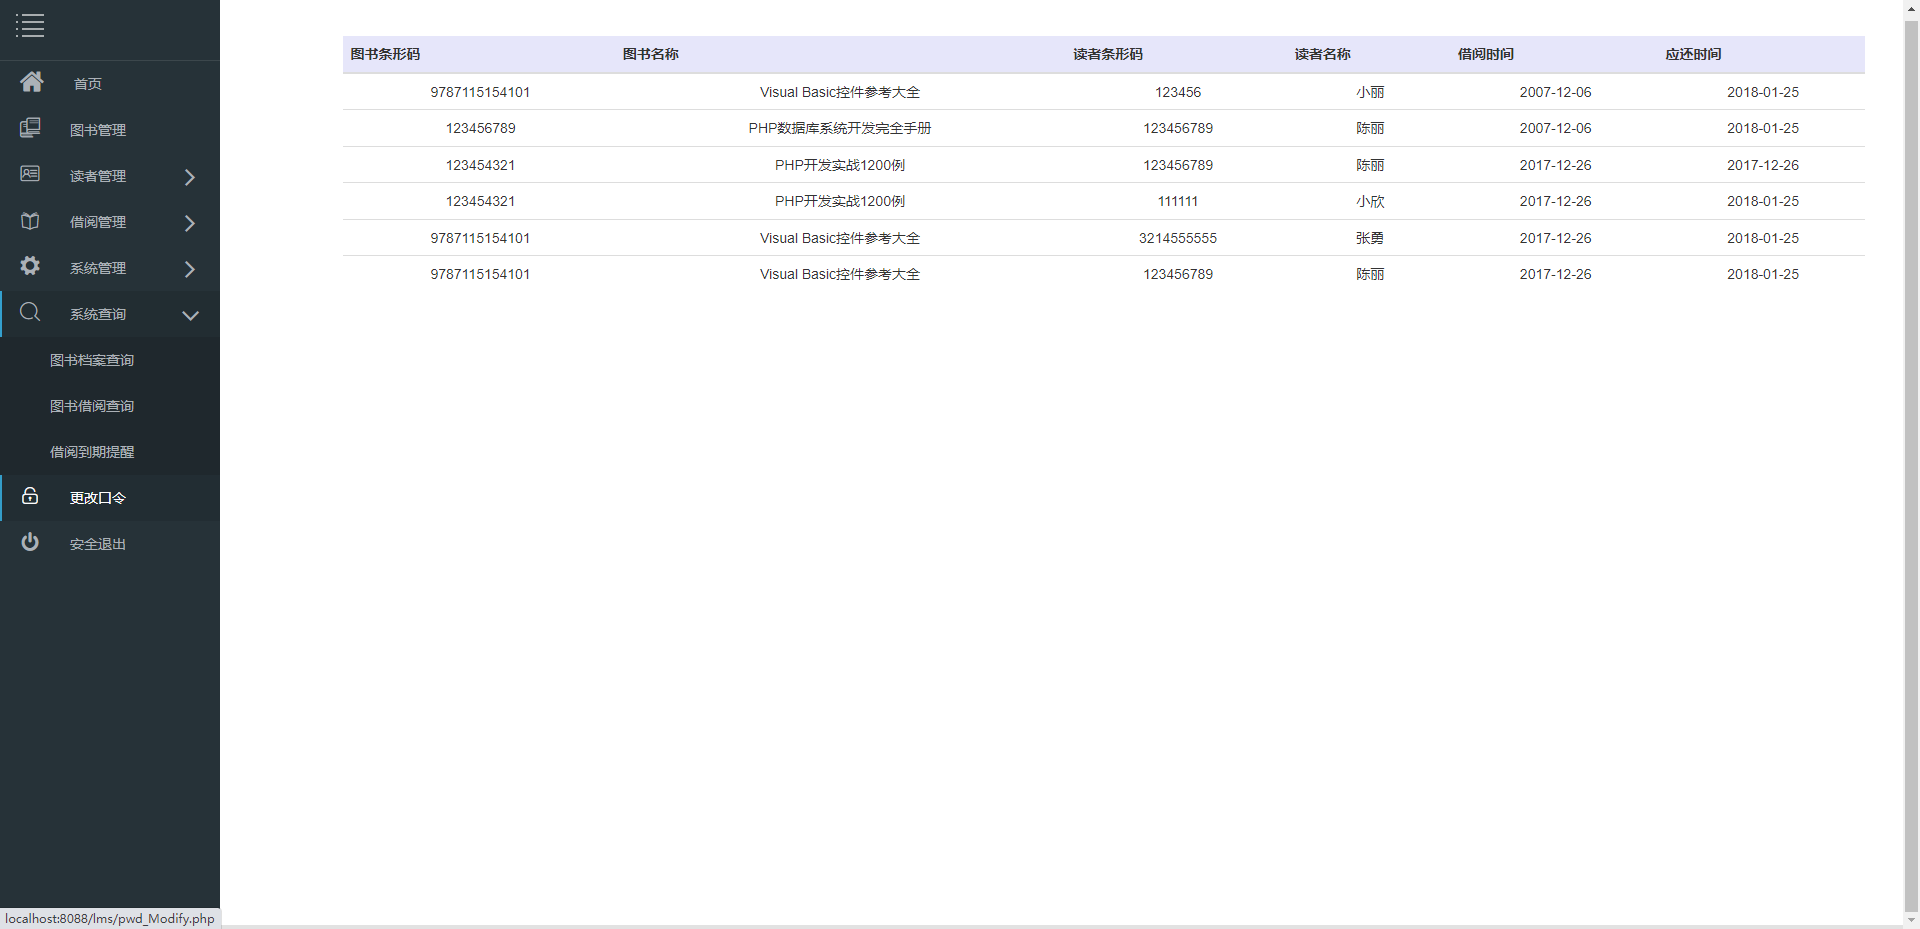 首页
图书管理
读者管理
借阅管理
系统管理
系统查询
图书档案查询
图书借阅查询
借阅到期提醒
更改口令
安全退出
图书条形码 图书名称 读者条形码 读者名称 借阅时间 应还时间
9787115154101 Visual Basic控件参考大全 123456 小丽 2007-12-06 2018-01-25
123456789 PHP数据库系统开发完全手册 123456789 陈丽 2007-12-06 2018-01-25
123454321 PHP开发实战1200例 123456789 陈丽 2017-12-26 2017-12-26
123454321 PHP开发实战1200例 111111 小欣 2017-12-26 2018-01-25
9787115154101 Visual Basic控件参考大全 3214555555 张勇 2017-12-26 2018-01-25
9787115154101 Visual Basic控件参考大全 123456789 陈丽 2017-12-26 2018-01-25
localhost:8088/lms/pwd_Modify.php